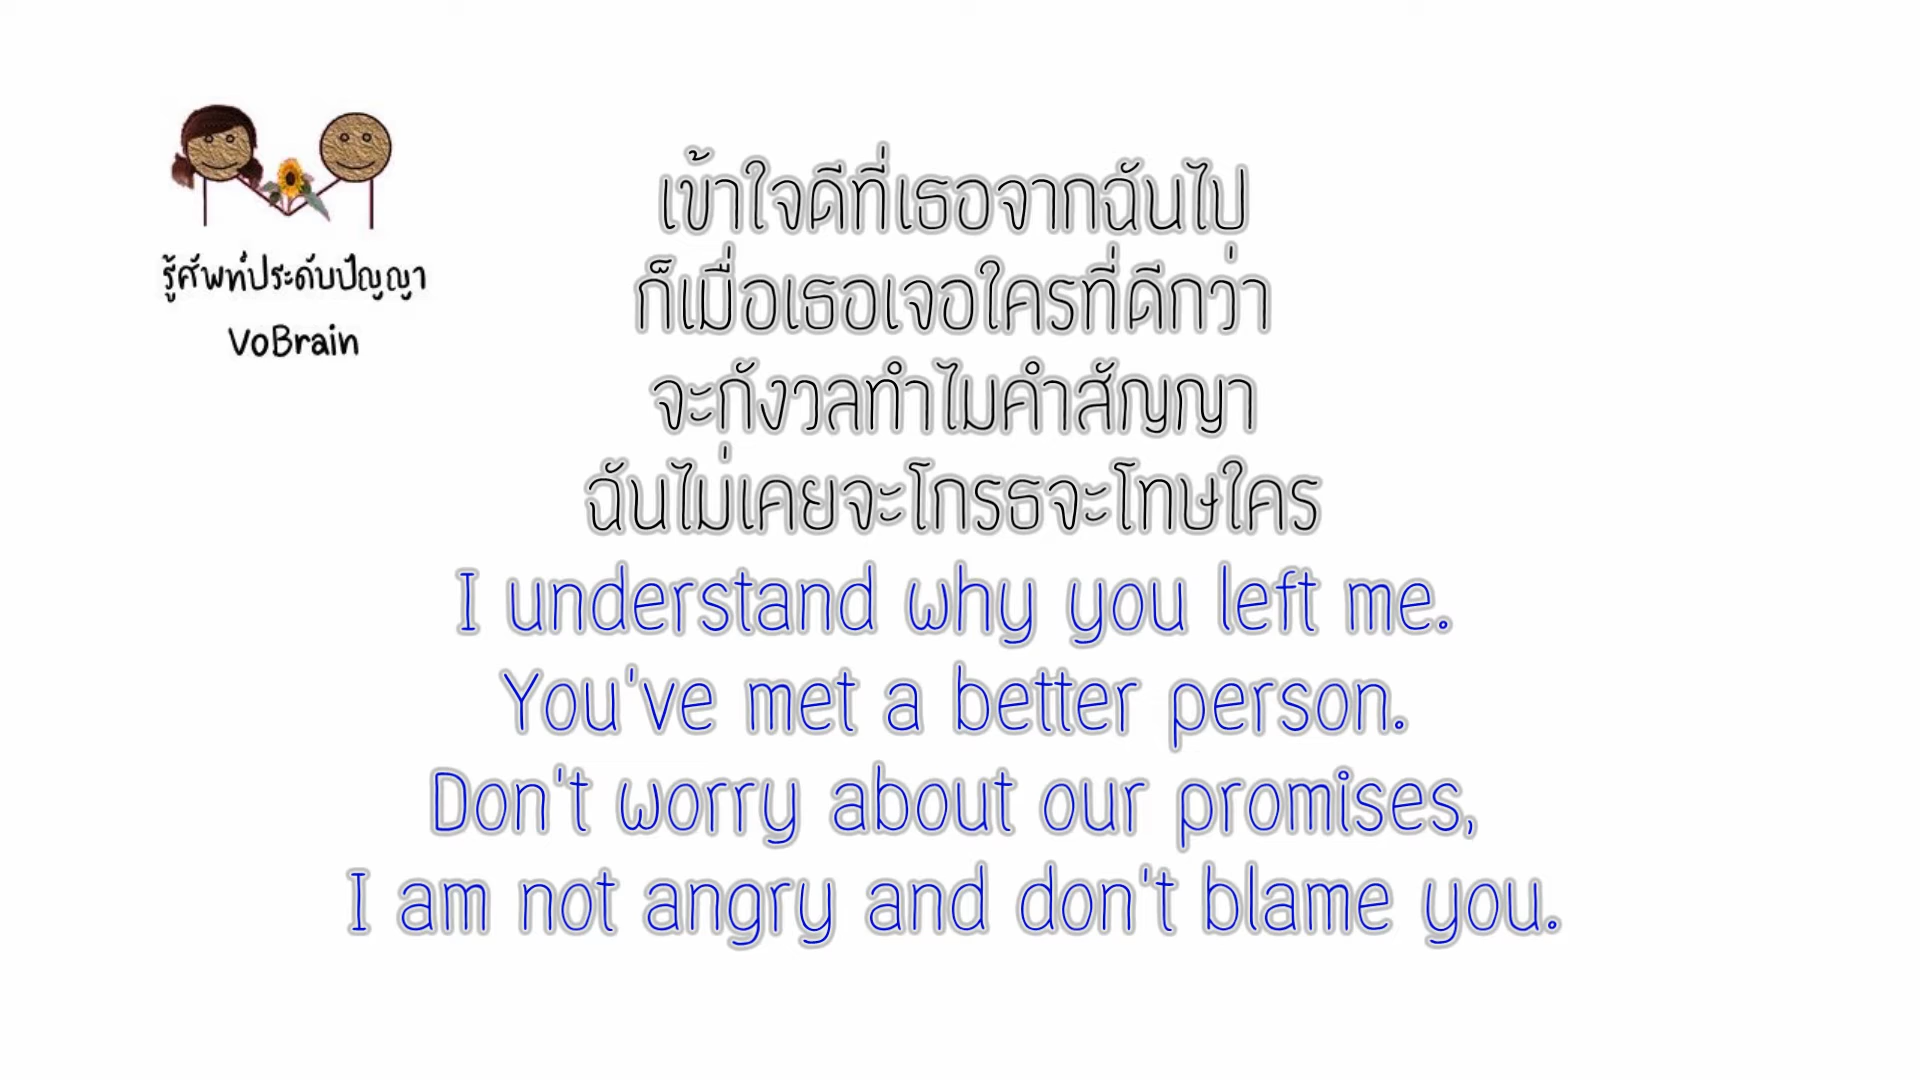 รู้ศัพท์ประดับปัญญา
VoBrain
เข้าใจดีที่เธอจากฉันไป
ก็เมื่อเธอเจอใครที่ดีกว่า
จะกังวลทำไมคำสัญญา
ฉันไม่เคยจะโกรธจะโทษใคร
I understand why you left me.
You've met a better person.
Don't worry about our promises,
I am not angry and don't blame you.